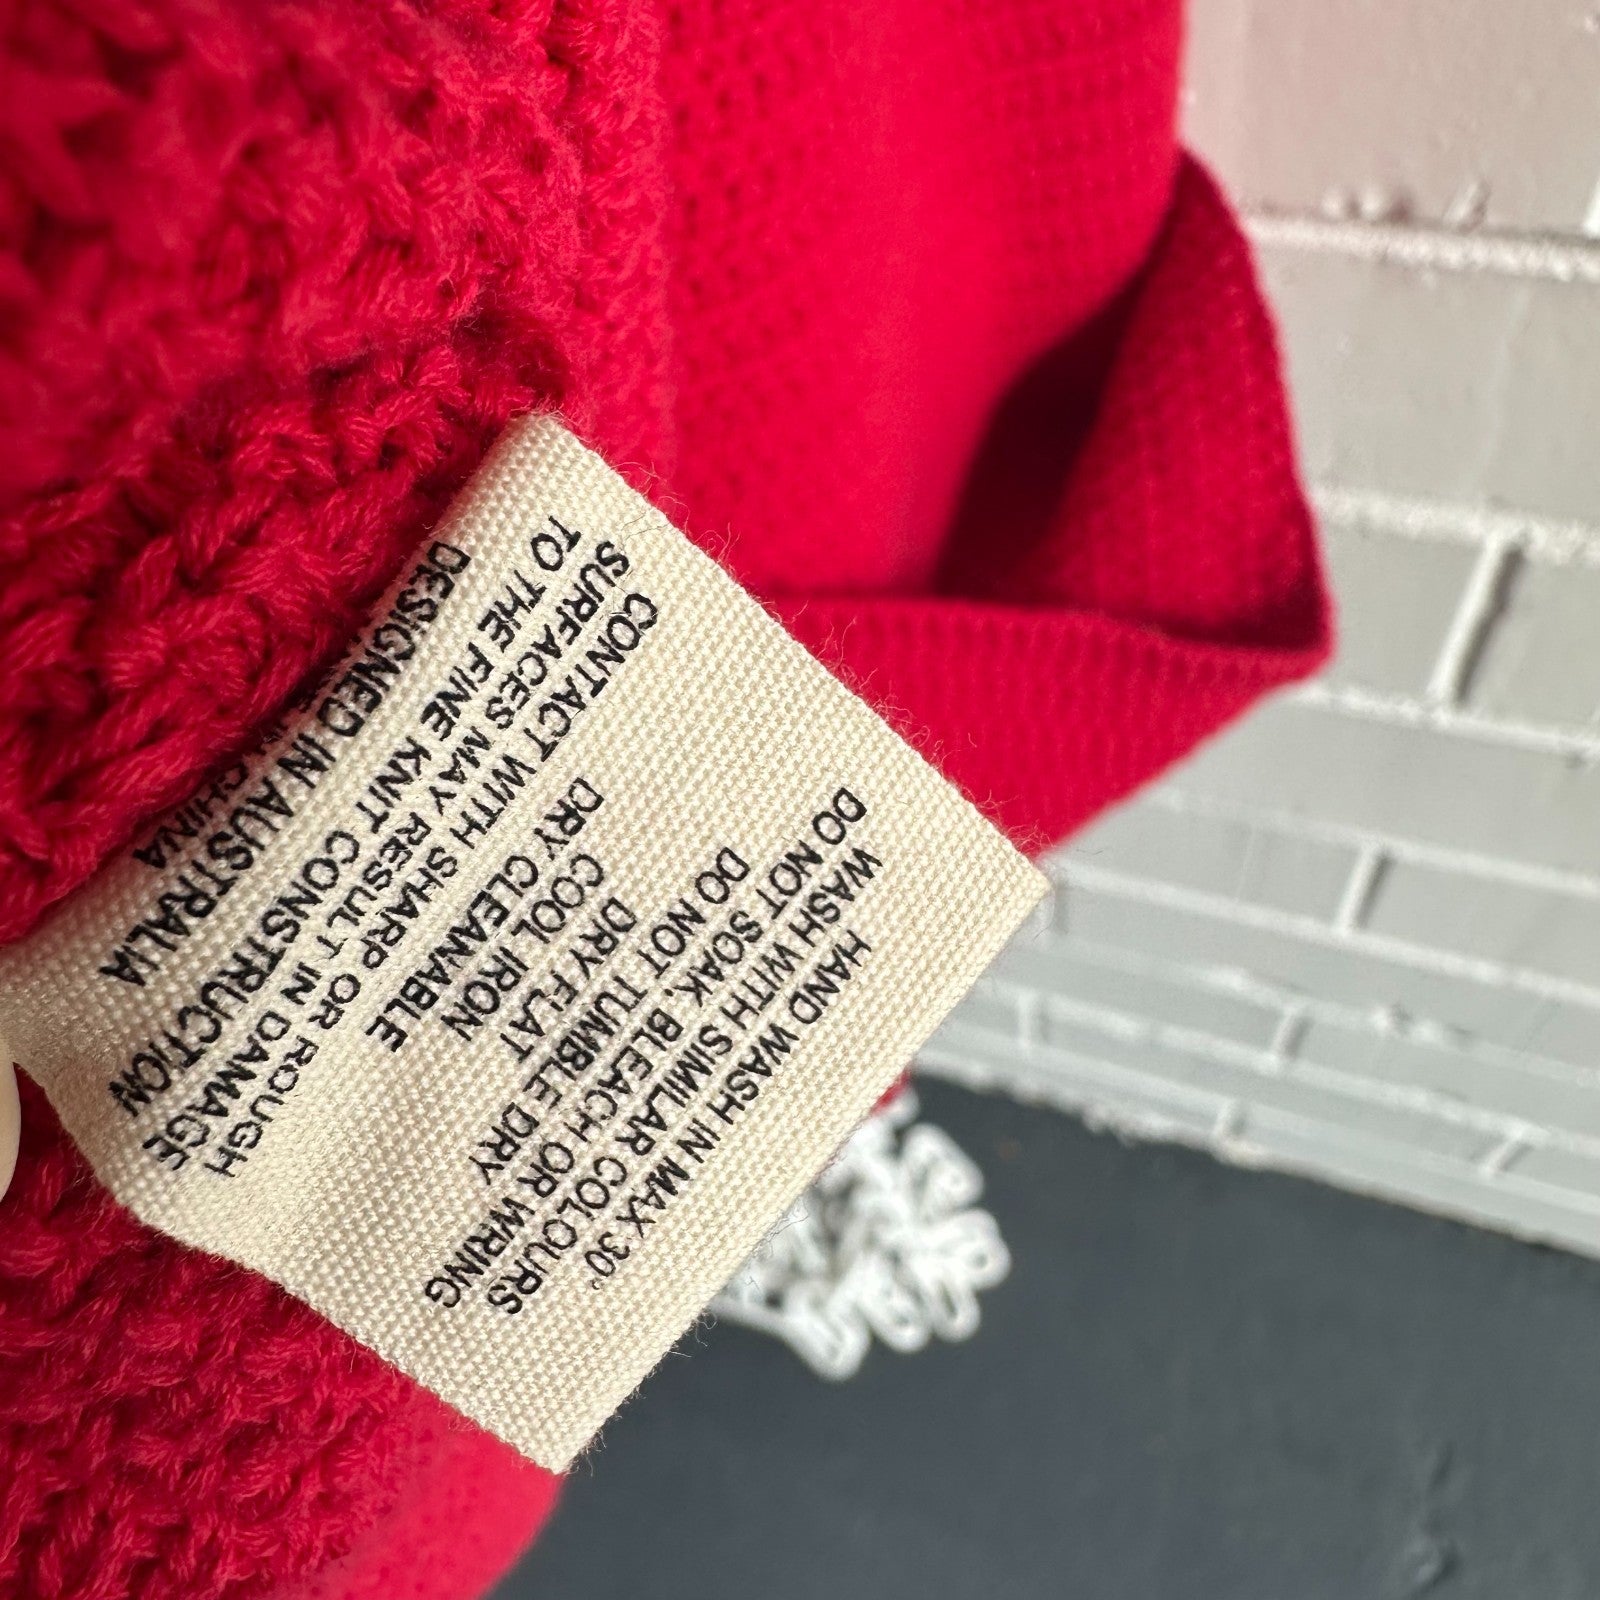 HAND WASH IN MAX 30°
WASH WITH SIMILAR COLOURS
DO NOT SOAK, BLEACH OR WRING
DO NOT TUMBLE DRY
DRY FLAT
COOL IRON
DRY CLEANABLE
CONTACT WITH SHARP OR ROUGH
SURFACES MAY RESULT IN DAMAGE
TO THE FINE KNIT CONSTRUCTION
DESIGNED IN AUSTRALIA
CHINA